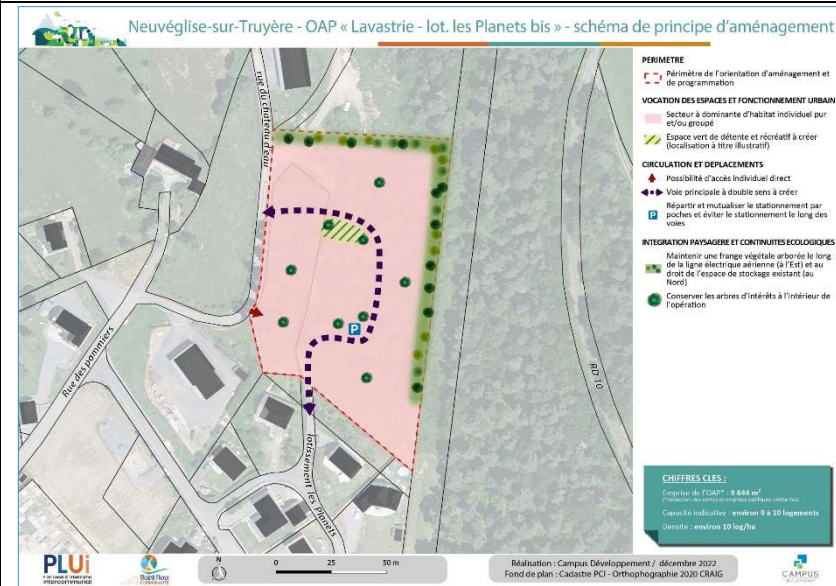 Neuvéglise-sur-Truyère - OAP « Lavastrie - lot. les Planets bis » - schéma de principe d'aménagement
rue du chateau d'eau
Rue des pommiers
lotissement les Planets
RD 10
P
PERIMETRE
Périmètre de l'orientation d'aménagement et
de programmation
VOCATION DES ESPACES ET FONCTIONNEMENT URBAIN
Secteur à dominante d'habitat individuel pur
et/ou groupé
Espace vert de détente et récréatif à créer
(localisation à titre illustratif)
CIRCULATION ET DEPLACEMENTS
Possibilité d'accès individuel direct
Voie principale à double sens à créer
P
Répartir et mutualiser le stationnement par
poches et éviter le stationnement le long des
voies
INTEGRATION PAYSAGERE ET CONTINUITES ECOLOGIQUES
Maintenir une frange végétale arborée le long
de la ligne électrique aérienne (à l'Est) et au
droit de l'espace de stockage existant (au
Nord)
Conserver les arbres d'intérêts à l'intérieur de
l'opération
CHIFFRES CLES :
Emprise de l'OAP* : 9 644 m²
Capacité indicative : environ 9 à 10 logements
Densité : environ 10 log/ha
PLUi
intercommunal
Saint-Flour
COMMUNAUTÉ
N
0 25 50 m
Réalisation : Campus Développement / décembre 2022
Fond de plan : Cadastre PCI - Orthophographie 2020 CRAIG
CAMPUS